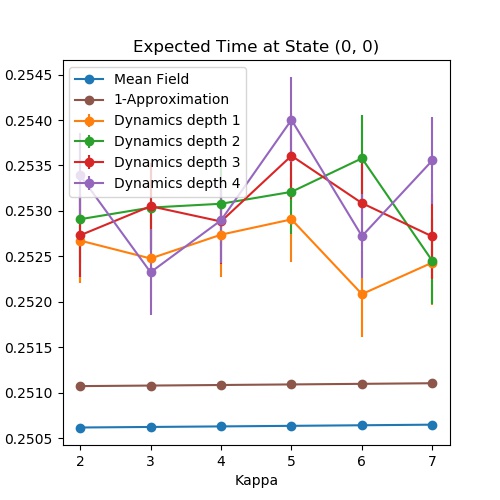 Expected Time at State (0, 0)
Mean Field
1-Approximation
Dynamics depth 1
Dynamics depth 2
Dynamics depth 3
Dynamics depth 4
0.2545
0.2540
0.2535
0.2530
0.2525
0.2520
0.2515
0.2510
0.2505
2 3 4 5 6 7
Kappa